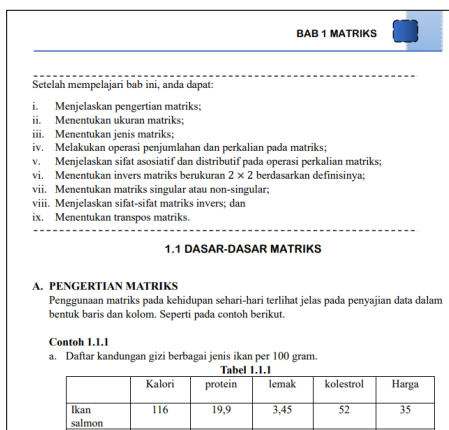 BAB 1 MATRIKS
Setelah mempelajari bab ini, anda dapat:
i. Menjelaskan pengertian matriks;
ii. Menentukan ukuran matriks;
iii. Menentukan jenis matriks;
iv. Melakukan operasi penjumlahan dan perkalian pada matriks;
v. Menjelaskan sifat asosiatif dan distributif pada operasi perkalian matriks;
vi. Menentukan invers matriks berukuran 2 × 2 berdasarkan definisinya;
vii. Menentukan matriks singular atau non-singular;
viii. Menjelaskan sifat-sifat matriks invers; dan
ix. Menentukan transpos matriks.
1.1 DASAR-DASAR MATRIKS
A. PENGERTIAN MATRIKS
Penggunaan matriks pada kehidupan sehari-hari terlihat jelas pada penyajian data dalam
bentuk baris dan kolom. Seperti pada contoh berikut.
Contoh 1.1.1
a. Daftar kandungan gizi berbagai jenis ikan per 100 gram.
Tabel 1.1.1
Kalori protein lemak kolestrol Harga
Ikan 116 19,9 3,45 52 35
salmon